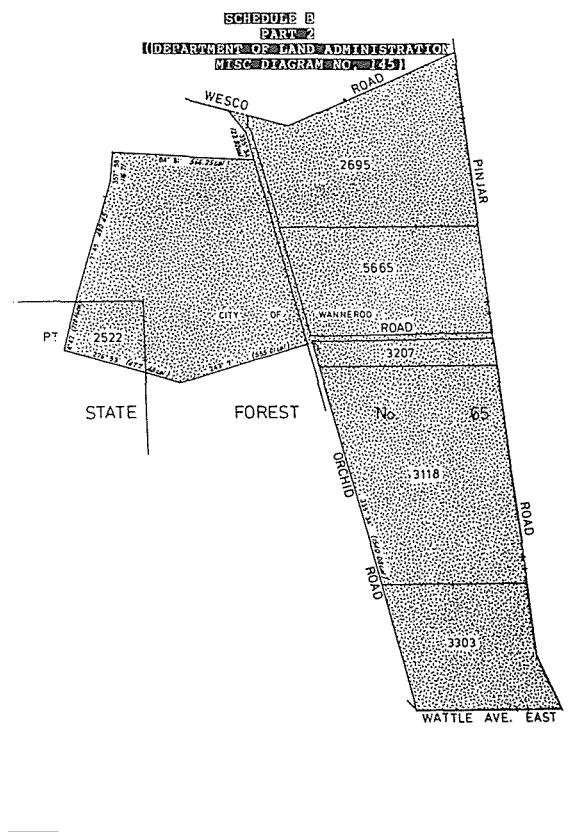 SCHEDULE B
PART 2
((DEPARTMENT OF LAND ADMINISTRATION
MISC DIAGRAM NO. 145)
WESCO ROAD
2695
PINJAR
5665
CITY OF WANNEROO
ROAD
3207
PT. 2522
STATE FOREST No. 65
ORCHID
3118
ROAD
ROAD
3303
WATTLE AVE. EAST